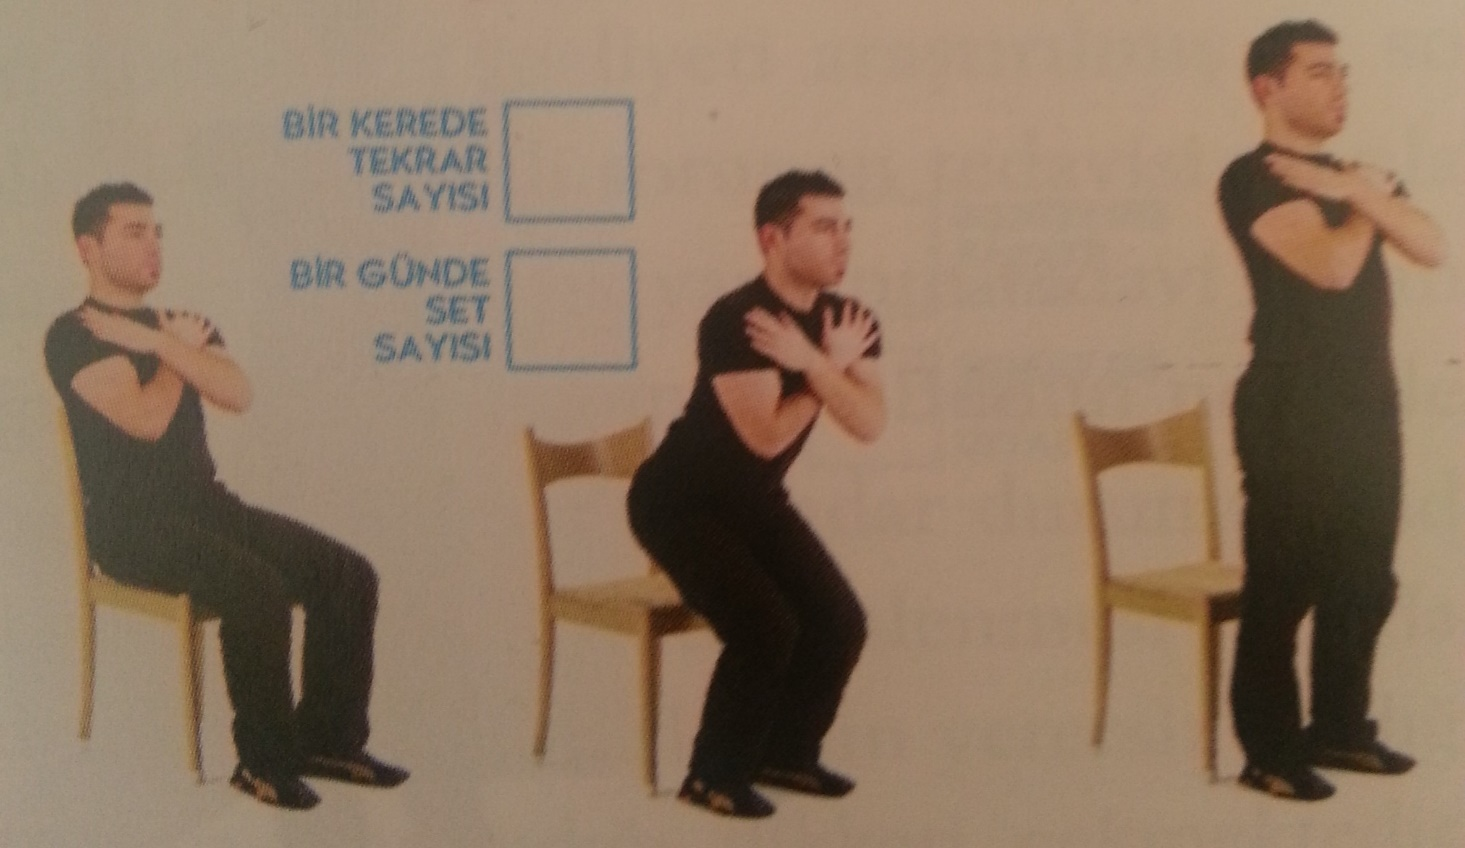 BİR KEREDE
TEKRAR
SAYISI
BİR GÜNDE
SET
SAYISI